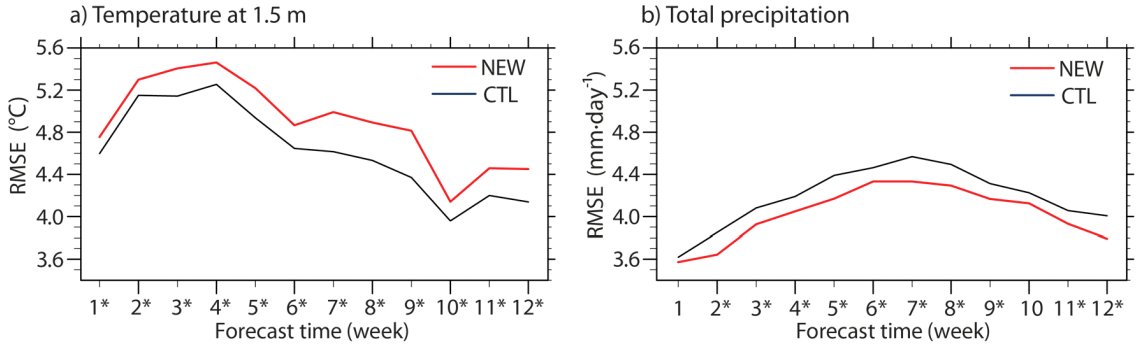 a) Temperature at 1.5 m
RMSE (°C)
5.6
5.2
4.8
4.4
4.0
3.6
NEW
CTL
1* 2* 3* 4* 5* 6* 7* 8* 9* 10* 11* 12*
Forecast time (week)
b) Total precipitation
RMSE (mm·day⁻¹)
5.6
5.2
4.8
4.4
4.0
3.6
NEW
CTL
1 2* 3* 4* 5* 6* 7* 8* 9* 10 11* 12*
Forecast time (week)